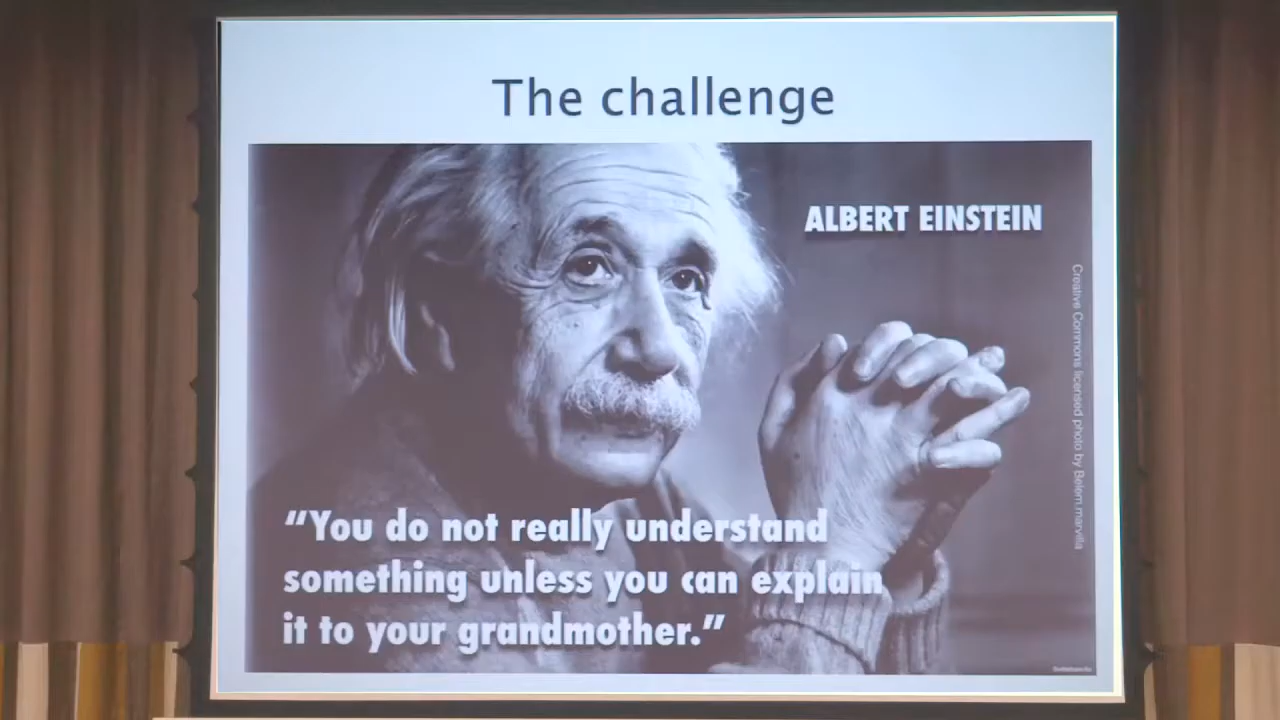 The challenge
ALBERT EINSTEIN
Creative Commons licensed photo by Belem.marvilla
“You do not really understand
something unless you can explain
it to your grandmother.”